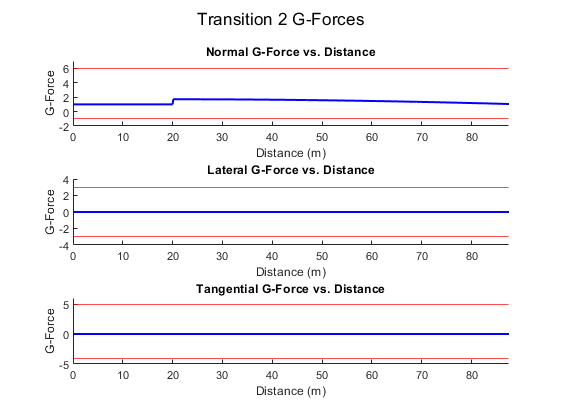 Transition 2 G-Forces
Normal G-Force vs. Distance
G-Force
6
4
2
0
-2
0 10 20 30 40 50 60 70 80
Distance (m)
Lateral G-Force vs. Distance
G-Force
4
2
0
-2
-4
0 10 20 30 40 50 60 70 80
Distance (m)
Tangential G-Force vs. Distance
G-Force
5
0
-5
0 10 20 30 40 50 60 70 80
Distance (m)